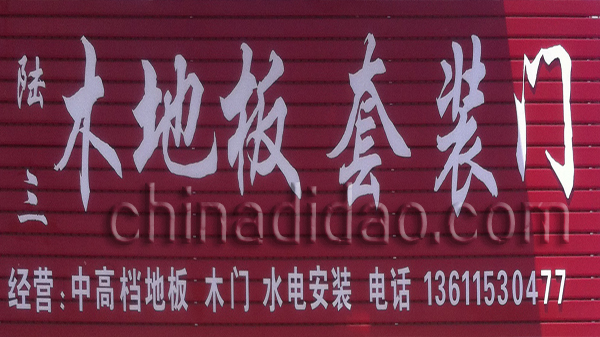 陆三
木地板 套装门
chinadidao.com
经营:中高档地板 木门 水电安装 电话 13611530477